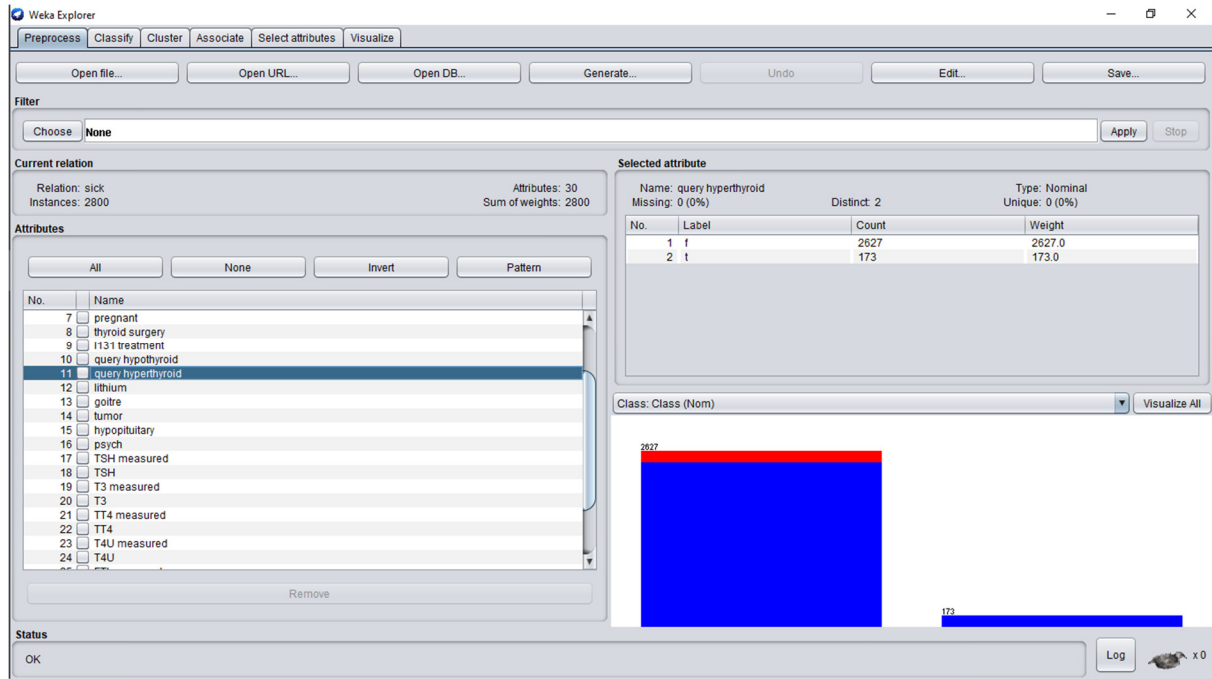 Weka Explorer
Preprocess Classify Cluster Associate Select attributes Visualize
Open file... Open URL... Open DB... Generate... Undo Edit... Save...
Filter
Choose None Apply Stop
Current relation
Relation: sick Attributes: 30
Instances: 2800 Sum of weights: 2800
Attributes
All None Invert Pattern
No. Name
7 pregnant
8 thyroid surgery
9 I131 treatment
10 query hypothyroid
11 query hyperthyroid
12 lithium
13 goitre
14 tumor
15 hypopituitary
16 psych
17 TSH measured
18 TSH
19 T3 measured
20 T3
21 TT4 measured
22 TT4
23 T4U measured
24 T4U
Remove
Selected attribute
Name: query hyperthyroid Type: Nominal
Missing: 0 (0%) Distinct: 2 Unique: 0 (0%)
No. Label Count Weight
1 f 2627 2627.0
2 t 173 173.0
Class: Class (Nom) Visualize All
2627
173
Status
OK
Log x 0